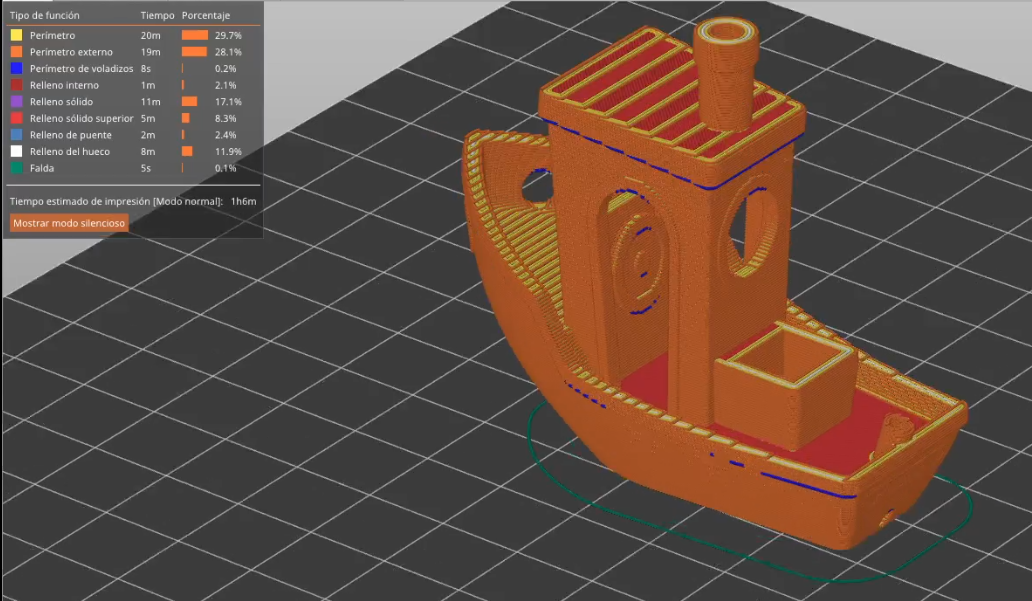 Tipo de función Tiempo Porcentaje
Perímetro 20m 29.7%
Perímetro externo 19m 28.1%
Perímetro de voladizos 8s 0.2%
Relleno interno 1m 2.1%
Relleno sólido 11m 17.1%
Relleno sólido superior 5m 8.3%
Relleno de puente 2m 2.4%
Relleno del hueco 8m 11.9%
Falda 5s 0.1%
Tiempo estimado de impresión [Modo normal]: 1h6m
Mostrar modo silencioso